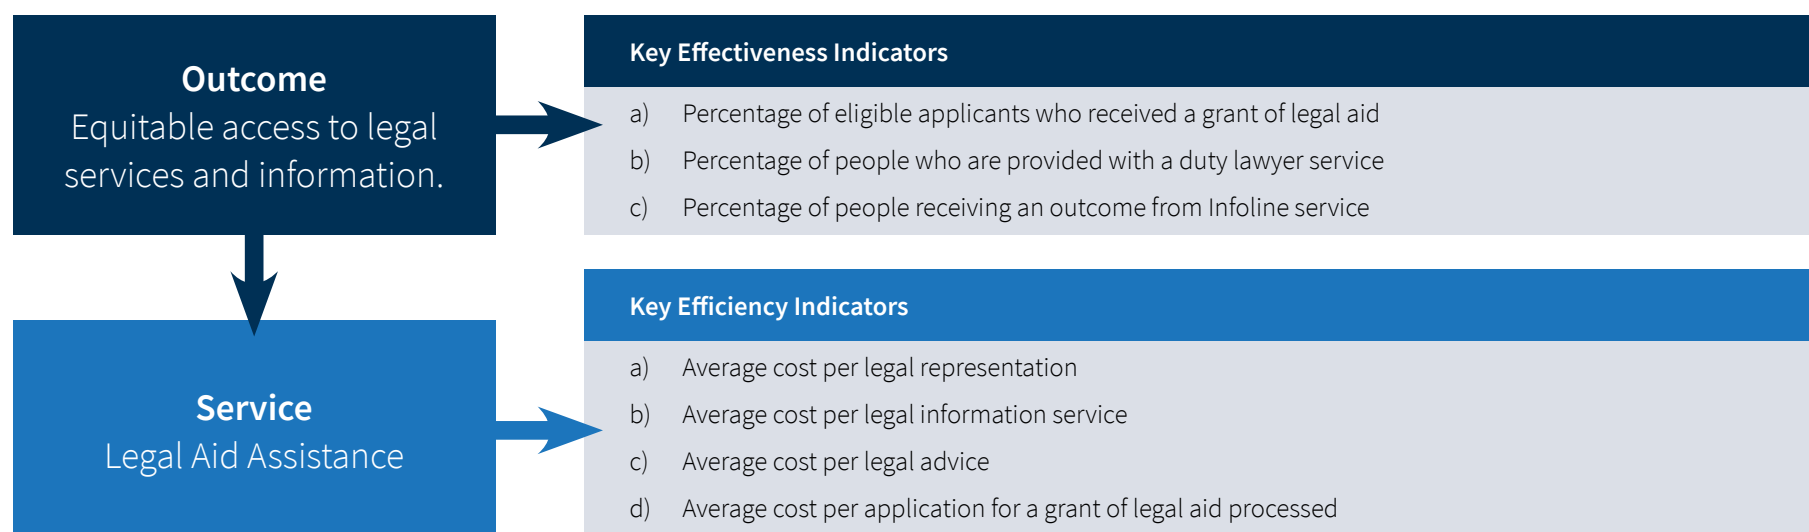 Outcome
Equitable access to legal
services and information.
Key Effectiveness Indicators
a) Percentage of eligible applicants who received a grant of legal aid
b) Percentage of people who are provided with a duty lawyer service
c) Percentage of people receiving an outcome from Infoline service
Service
Legal Aid Assistance
Key Efficiency Indicators
a) Average cost per legal representation
b) Average cost per legal information service
c) Average cost per legal advice
d) Average cost per application for a grant of legal aid processed